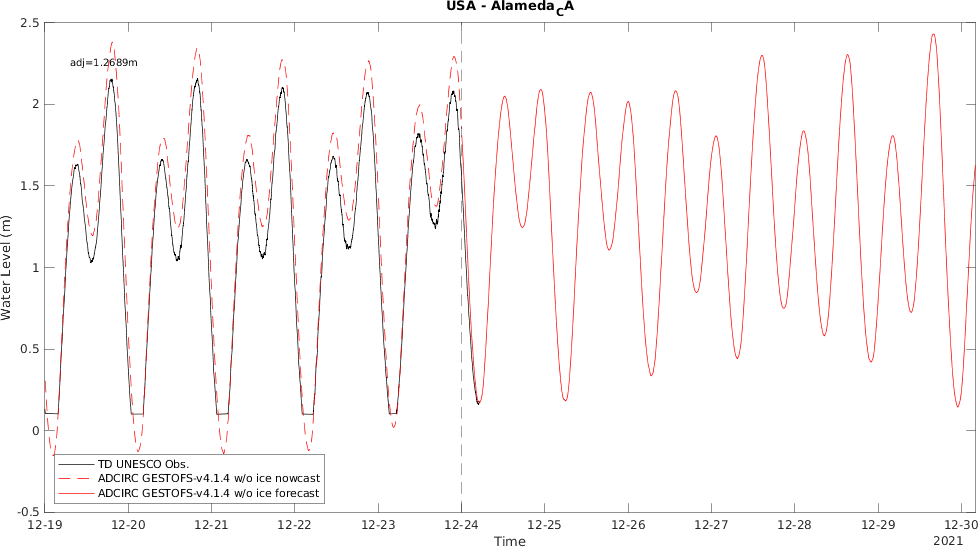 USA - Alameda_CA
2.5
adj=1.2689m
2
1.5
1
0.5
0
-0.5
Water Level (m)
TD UNESCO Obs.
ADCIRC GESTOFS-v4.1.4 w/o ice nowcast
ADCIRC GESTOFS-v4.1.4 w/o ice forecast
12-19 12-20 12-21 12-22 12-23 12-24 12-25 12-26 12-27 12-28 12-29 12-30
Time
2021